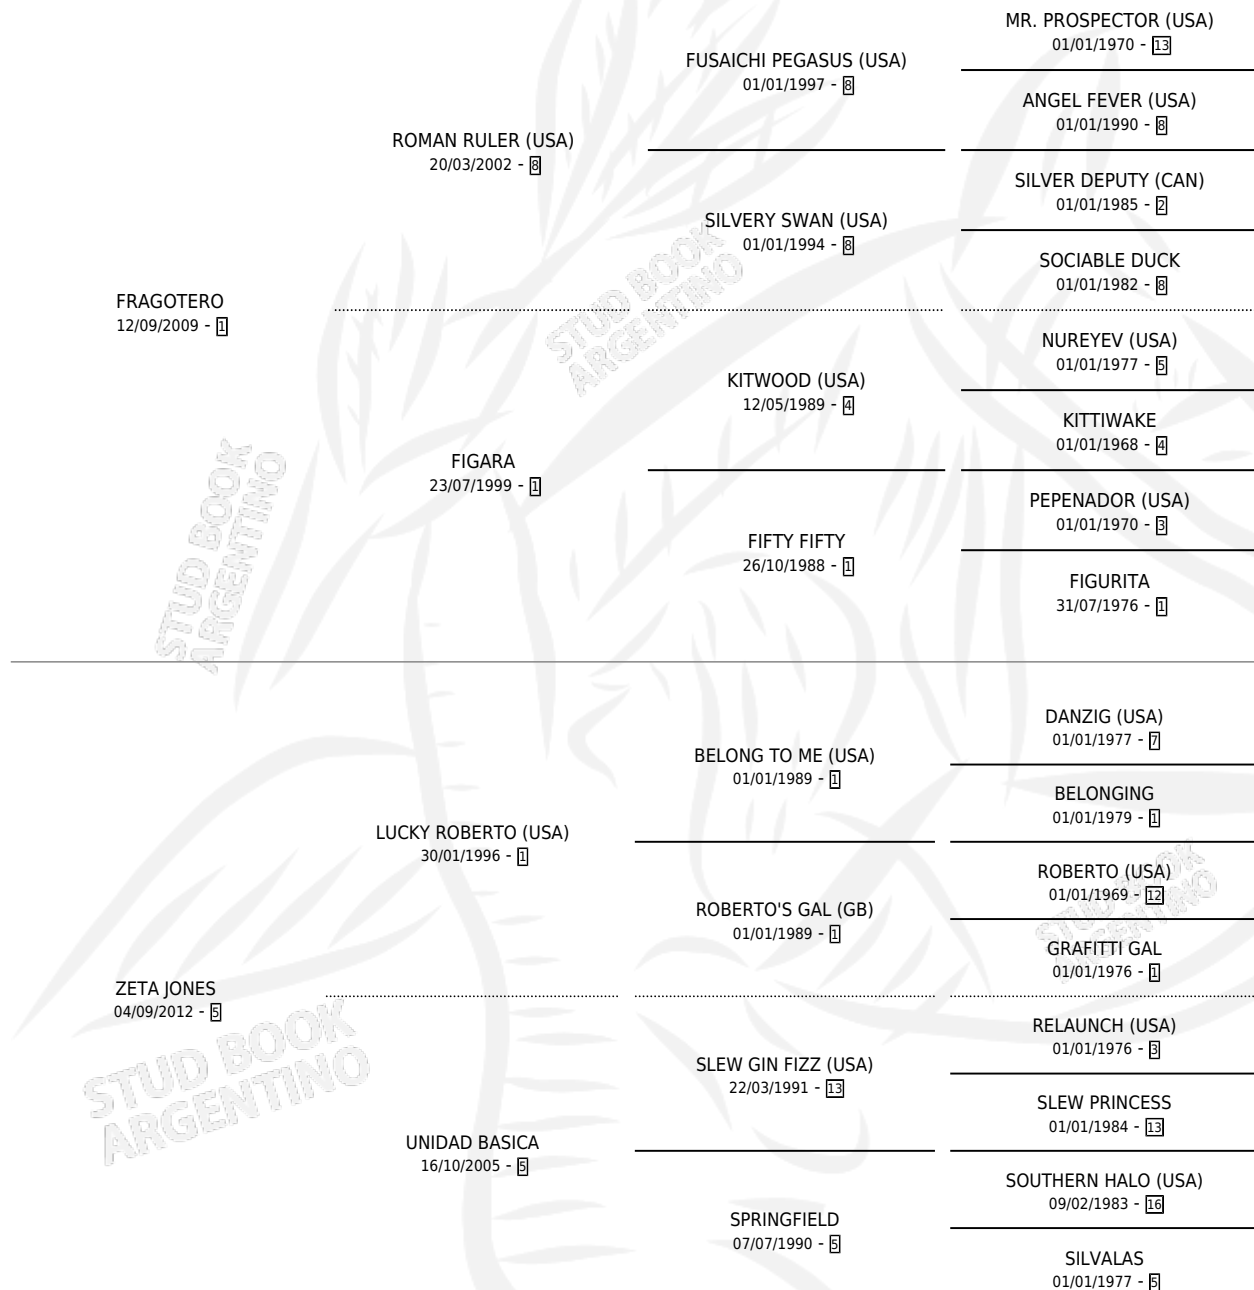 MR. PROSPECTOR (USA)
01/01/1970 - 13
FUSAICHI PEGASUS (USA)
01/01/1997 - 8
ANGEL FEVER (USA)
01/01/1990 - 8
ROMAN RULER (USA)
20/03/2002 - 8
SILVER DEPUTY (CAN)
01/01/1985 - 2
SILVERY SWAN (USA)
01/01/1994 - 8
SOCIABLE DUCK
01/01/1982 - 8
FRAGOTERO
12/09/2009 - 1
NUREYEV (USA)
01/01/1977 - 5
KITWOOD (USA)
12/05/1989 - 4
KITTIWAKE
01/01/1968 - 4
FIGARA
23/07/1999 - 1
PEPENADOR (USA)
01/01/1970 - 3
FIFTY FIFTY
26/10/1988 - 1
FIGURITA
31/07/1976 - 1
DANZIG (USA)
01/01/1977 - 7
BELONG TO ME (USA)
01/01/1989 - 1
BELONGING
01/01/1979 - 1
LUCKY ROBERTO (USA)
30/01/1996 - 1
ROBERTO (USA)
01/01/1969 - 12
ROBERTO'S GAL (GB)
01/01/1989 - 1
GRAFITTI GAL
01/01/1976 - 1
ZETA JONES
04/09/2012 - 5
RELAUNCH (USA)
01/01/1976 - 3
SLEW GIN FIZZ (USA)
22/03/1991 - 13
SLEW PRINCESS
01/01/1984 - 13
UNIDAD BASICA
16/10/2005 - 5
SOUTHERN HALO (USA)
09/02/1983 - 16
SPRINGFIELD
07/07/1990 - 5
SILVALAS
01/01/1977 - 5
STUD BOOK
ARGENTINO
STUD BOOK
ARGENTINO
STUD BOOK
ARGENTINO
STUD BOOK
ARGENTINO